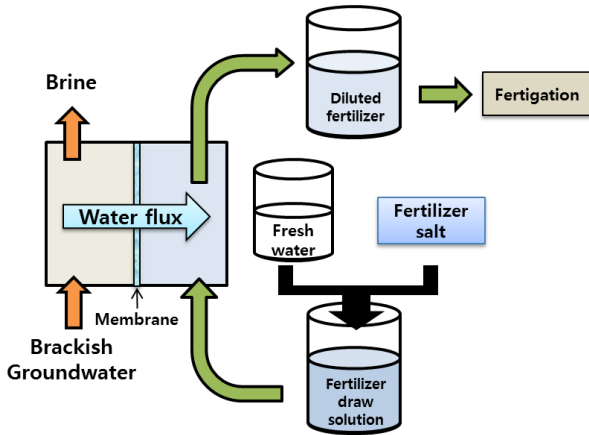 Brine
Diluted
fertilizer
Fertigation
Water flux
Fresh
water
Fertilizer
salt
Membrane
Brackish
Groundwater
Fertilizer
draw
solution